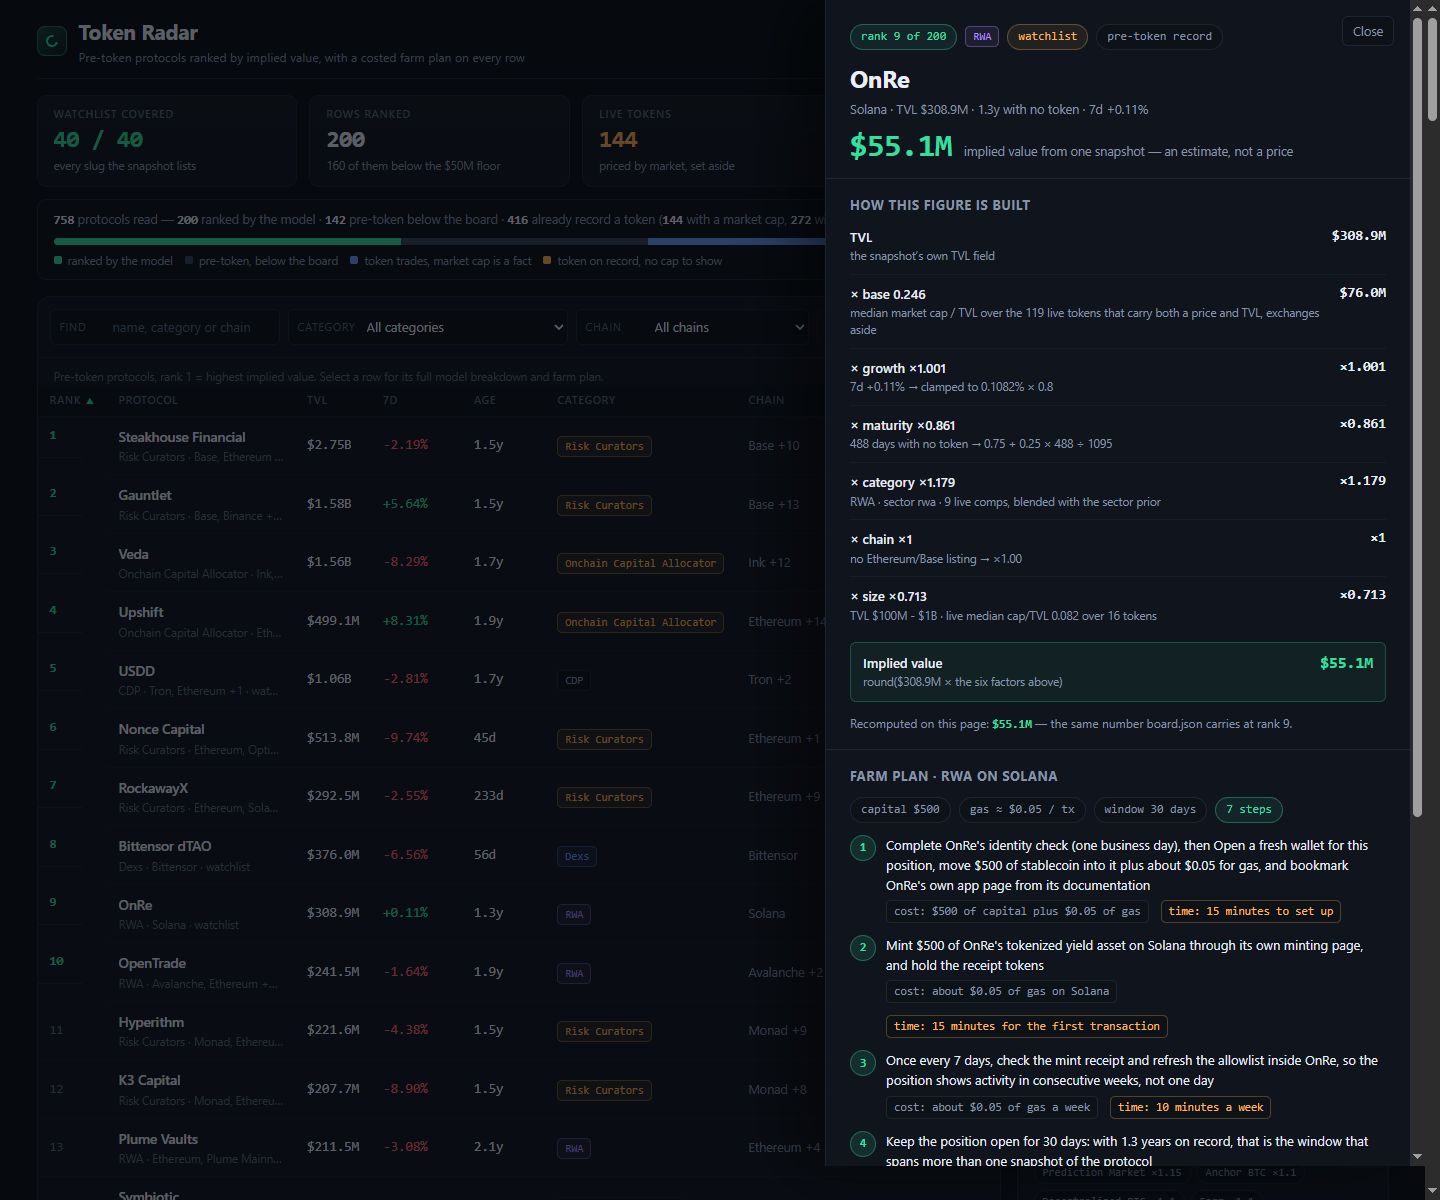 Token Radar
Pre-token protocols ranked by implied value, with a costed farm plan on every row
WATCHLIST COVERED
40 / 40
every slug the snapshot lists
ROWS RANKED
200
160 of them below the $50M floor
LIVE TOKENS
144
priced by market, set aside
758 protocols read — 200 ranked by the model · 142 pre-token below the board · 416 already record a token (144 with a market cap, 272 w
ranked by the model
pre-token, below the board
token trades, market cap is a fact
token on record, no cap to show
FIND name, category or chain
CATEGORY All categories
CHAIN All chains
Pre-token protocols, rank 1 = highest implied value. Select a row for its full model breakdown and farm plan.
RANK ▲ PROTOCOL TVL 7D AGE CATEGORY CHAIN
1 Steakhouse Financial $2.75B -2.19% 1.5y Risk Curators Base +10
Risk Curators · Base, Ethereum ...
2 Gauntlet $1.58B +5.64% 1.5y Risk Curators Base +13
Risk Curators · Base, Binance +...
3 Veda $1.56B -8.29% 1.7y Onchain Capital Allocator Ink +12
Onchain Capital Allocator · Ink,...
4 Upshift $499.1M +8.31% 1.9y Onchain Capital Allocator Ethereum +14
Onchain Capital Allocator · Eth...
5 USDD $1.06B -2.81% 1.7y CDP Tron +2
CDP · Tron, Ethereum +1 · wat...
6 Nonce Capital $513.8M -9.74% 45d Risk Curators Ethereum +1
Risk Curators · Ethereum, Opti...
7 RockawayX $292.5M -2.55% 233d Risk Curators Ethereum +9
Risk Curators · Ethereum, Sola...
8 Bittensor dTAO $376.0M -6.56% 56d Dexs Bittensor
Dexs · Bittensor · watchlist
9 OnRe $308.9M +0.11% 1.3y RWA Solana
RWA · Solana · watchlist
10 OpenTrade $241.5M -1.64% 1.9y RWA Avalanche +2
RWA · Avalanche, Ethereum +...
11 Hyperithm $221.6M -4.38% 1.5y Risk Curators Monad +9
Risk Curators · Monad, Ethereu...
12 K3 Capital $207.7M -8.90% 1.5y Risk Curators Monad +8
Risk Curators · Monad, Ethereu...
13 Plume Vaults $211.5M -3.08% 2.1y RWA Ethereum +4
RWA · Ethereum, Plume Mainn...
Symbiotic
rank 9 of 200
RWA
watchlist
pre-token record
Close
OnRe
Solana · TVL $308.9M · 1.3y with no token · 7d +0.11%
$55.1M implied value from one snapshot — an estimate, not a price
HOW THIS FIGURE IS BUILT
TVL $308.9M
the snapshot's own TVL field
× base 0.246 $76.0M
median market cap / TVL over the 119 live tokens that carry both a price and TVL, exchanges
aside
× growth ×1.001 ×1.001
7d +0.11% → clamped to 0.1082% × 0.8
× maturity ×0.861 ×0.861
488 days with no token → 0.75 + 0.25 × 488 ÷ 1095
× category ×1.179 ×1.179
RWA · sector rwa · 9 live comps, blended with the sector prior
× chain ×1 ×1
no Ethereum/Base listing → ×1.00
× size ×0.713 ×0.713
TVL $100M - $1B · live median cap/TVL 0.082 over 16 tokens
Implied value $55.1M
round($308.9M × the six factors above)
Recomputed on this page: $55.1M — the same number board.json carries at rank 9.
FARM PLAN · RWA ON SOLANA
capital $500
gas ≈ $0.05 / tx
window 30 days
7 steps
1 Complete OnRe's identity check (one business day), then Open a fresh wallet for this
position, move $500 of stablecoin into it plus about $0.05 for gas, and bookmark
OnRe's own app page from its documentation
cost: $500 of capital plus $0.05 of gas
time: 15 minutes to set up
2 Mint $500 of OnRe's tokenized yield asset on Solana through its own minting page,
and hold the receipt tokens
cost: about $0.05 of gas on Solana
time: 15 minutes for the first transaction
3 Once every 7 days, check the mint receipt and refresh the allowlist inside OnRe, so the
position shows activity in consecutive weeks, not one day
cost: about $0.05 of gas a week
time: 10 minutes a week
4 Keep the position open for 30 days: with 1.3 years on record, that is the window that
spans more than one snapshot of the protocol
Prediction Market ×1.15
Anchor BTC ×1.1